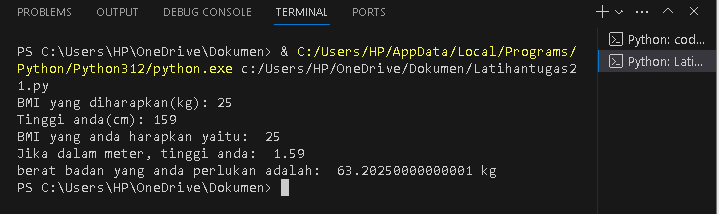 PROBLEMS OUTPUT DEBUG CONSOLE TERMINAL PORTS
PS C:\Users\HP\OneDrive\Dokumen> & C:/Users/HP/AppData/Local/Programs/
Python/Python312/python.exe c:/Users/HP/OneDrive/Dokumen/Latihantugas2
1.py
BMI yang diharapkan(kg): 25
Tinggi anda(cm): 159
BMI yang anda harapkan yaitu:  25
Jika dalam meter, tinggi anda:  1.59
berat badan yang anda perlukan adalah:  63.20250000000001 kg
PS C:\Users\HP\OneDrive\Dokumen>
Python: cod...
Python: Lati...